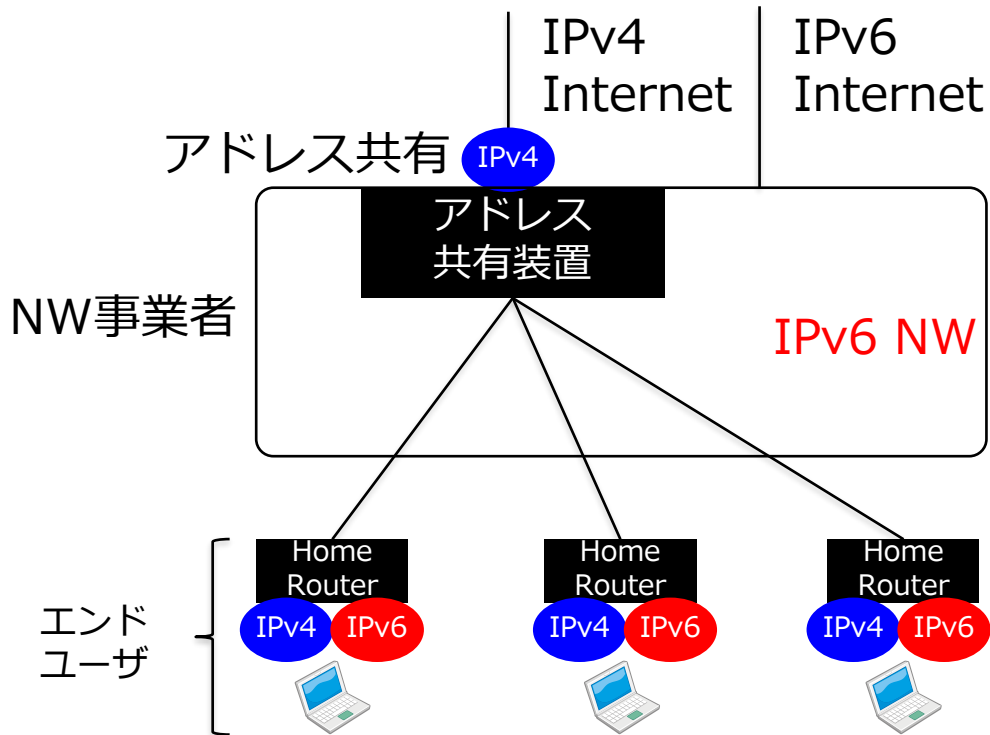 IPv4
Internet
IPv6
Internet
アドレス共有
IPv4
アドレス
共有装置
NW事業者
IPv6 NW
Home
Router
Home
Router
Home
Router
IPv4
IPv6
IPv4
IPv6
IPv4
IPv6
エンド
ユーザ